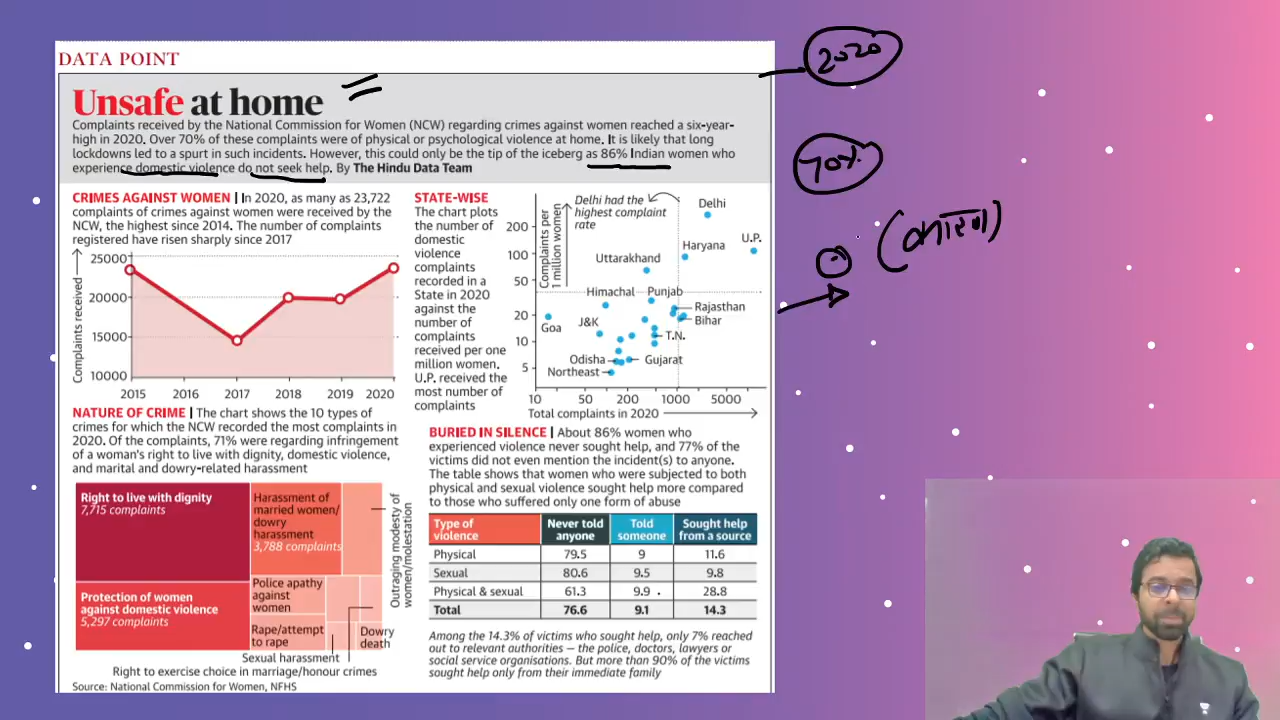 DATA POINT
Unsafe at home
Complaints received by the National Commission for Women (NCW) regarding crimes against women reached a six-year-
high in 2020. Over 70% of these complaints were of physical or psychological violence at home. It is likely that long
lockdowns led to a spurt in such incidents. However, this could only be the tip of the iceberg as 86% Indian women who
experience domestic violence do not seek help. By The Hindu Data Team
CRIMES AGAINST WOMEN | In 2020, as many as 23,722
complaints of crimes against women were received by the
NCW, the highest since 2014. The number of complaints
registered have risen sharply since 2017
Complaints received
25000
20000
15000
10000
2015
2017
2018
2019
2020
NATURE OF CRIME | The chart shows the 10 types of
crimes for which the NCW recorded the most complaints in
2020. Of the complaints, 71% were regarding infringement
of a woman's right to live with dignity, domestic violence,
and marital and dowry-related harassment
Right to live with dignity
7,715 complaints
Protection of women
against domestic violence
5,297 complaints
Harassment of
married women/
dowry
harassment
3,788 complaints
Police apathy
against
women
Rape/attempt
to rape
Outraging modesty of
women/molestation
Dowry
death
Sexual harassment
Right to exercise choice in marriage/honour crimes
Source: National Commission for Women, NFHS
STATE-WISE
The chart plots
the number of
domestic
violence
complaints
recorded in a
State in 2020
against the
number of
complaints
received per one
million women.
U.P. received the
most number of
complaints
Complaints per
1 million women
Delhi had the
highest complaint
rate
200
100
50
20
10
5
Delhi
U.P.
Haryana
Uttarakhand
Himachal
Punjab
Rajasthan
Bihar
Goa
J&K
T.N.
Odisha
Gujarat
Northeast
10
50
200
1000
5000
Total complaints in 2020
BURIED IN SILENCE | About 86% women who
experienced violence never sought help, and 77% of the
victims did not even mention the incident(s) to anyone.
The table shows that women who were subjected to both
physical and sexual violence sought help more compared
to those who suffered only one form of abuse
Type of violence Never told anyone Told someone Sought help from a source
Physical 79.5 9 11.6
Sexual 80.6 9.5 9.8
Physical & sexual 61.3 9.9 28.8
Total 76.6 9.1 14.3
Among the 14.3% of victims who sought help, only 7% reached
out to relevant authorities — the police, doctors, lawyers or
social service organisations. But more than 90% of the victims
sought help only from their immediate family
2020
70%